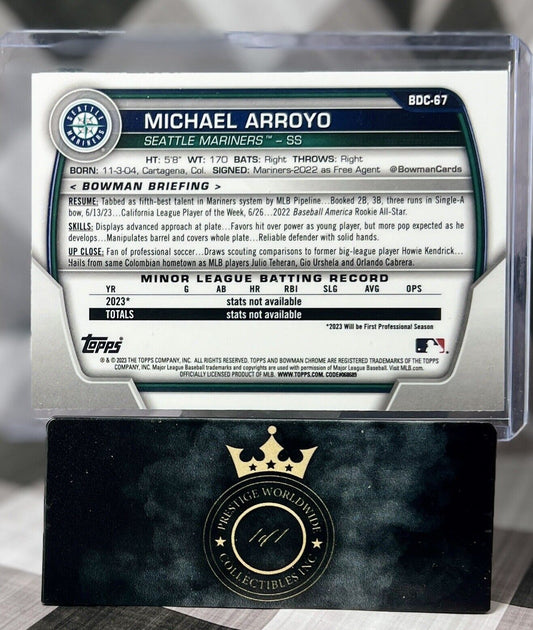 BDC-67
SEATTLE MARINERS
MICHAEL ARROYO
SEATTLE MARINERS™ - SS
HT: 5'8" WT: 170 BATS: Right THROWS: Right
BORN: 11-3-04, Cartagena, Col. SIGNED: Mariners-2022 as Free Agent @BowmanCards
< BOWMAN BRIEFING >
RESUME: Tabbed as fifth-best talent in Mariners system by MLB Pipeline...Booked 2B, 3B, three runs in Single-A
bow, 6/13/23...California League Player of the Week, 6/26...2022 Baseball America Rookie All-Star.
SKILLS: Displays advanced approach at plate...Favors hit over power as young player, but more pop expected as he
develops...Manipulates barrel and covers whole plate...Reliable defender with solid hands.
UP CLOSE: Fan of professional soccer...Draws scouting comparisons to former big-league player Howie Kendrick...
Hails from same Colombian hometown as MLB players Julio Teheran, Gio Urshela and Orlando Cabrera.
MINOR LEAGUE BATTING RECORD
YR G AB HR RBI SLG AVG OPS
2023* stats not available
TOTALS stats not available
*2023 Will be First Professional Season
Topps
® & © 2023 THE TOPPS COMPANY, INC. ALL RIGHTS RESERVED. TOPPS AND BOWMAN CHROME ARE REGISTERED TRADEMARKS OF THE TOPPS
COMPANY, INC. Major League Baseball trademarks and copyrights are used with permission of Major League Baseball. Visit MLB.com.
OFFICIALLY LICENSED PRODUCT OF MLB. WWW.TOPPS.COM. CODE#068689
PRESTIGE WORLDWIDE
1of1
COLLECTIBLES INC